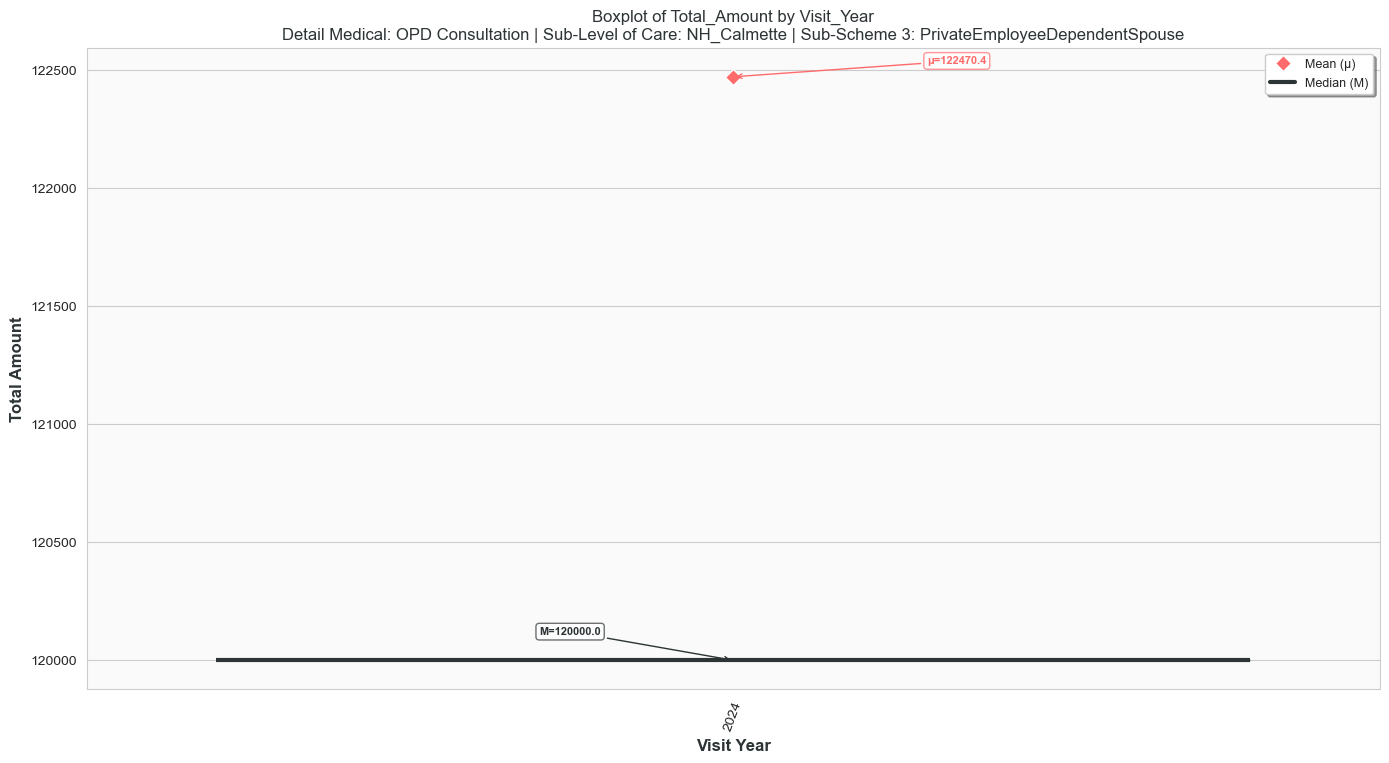 Boxplot of Total_Amount by Visit_Year
Detail Medical: OPD Consultation | Sub-Level of Care: NH_Calmette | Sub-Scheme 3: PrivateEmployeeDependentSpouse
122500
122000
121500
121000
120500
120000
Total Amount
μ=122470.4
M=120000.0
Mean (μ)
Median (M)
2024
Visit Year